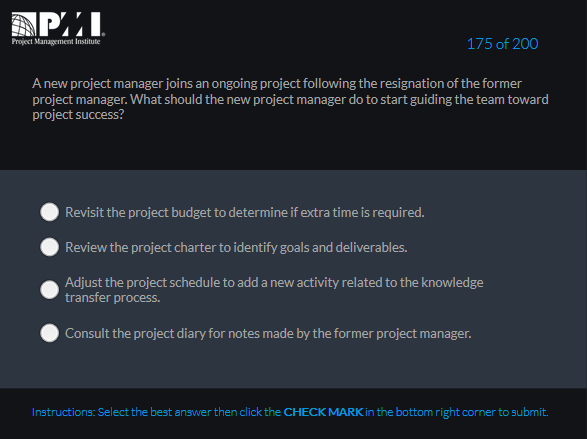 PMI.
Project Management Institute
175 of 200
A new project manager joins an ongoing project following the resignation of the former
project manager. What should the new project manager do to start guiding the team toward
project success?
Revisit the project budget to determine if extra time is required.
Review the project charter to identify goals and deliverables.
Adjust the project schedule to add a new activity related to the knowledge
transfer process.
Consult the project diary for notes made by the former project manager.
Instructions: Select the best answer then click the CHECK MARK in the bottom right corner to submit.